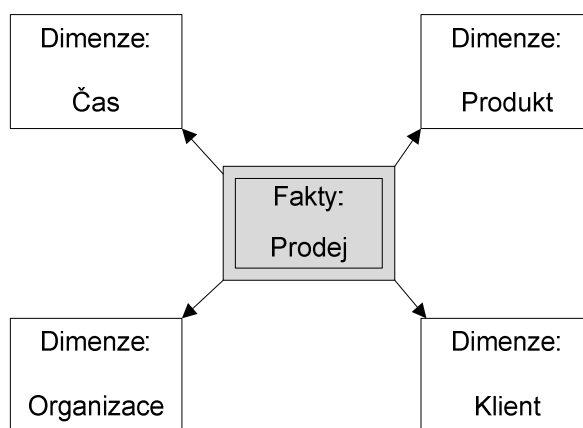 Dimenze:
Čas
Dimenze:
Produkt
Fakty:
Prodej
Dimenze:
Organizace
Dimenze:
Klient